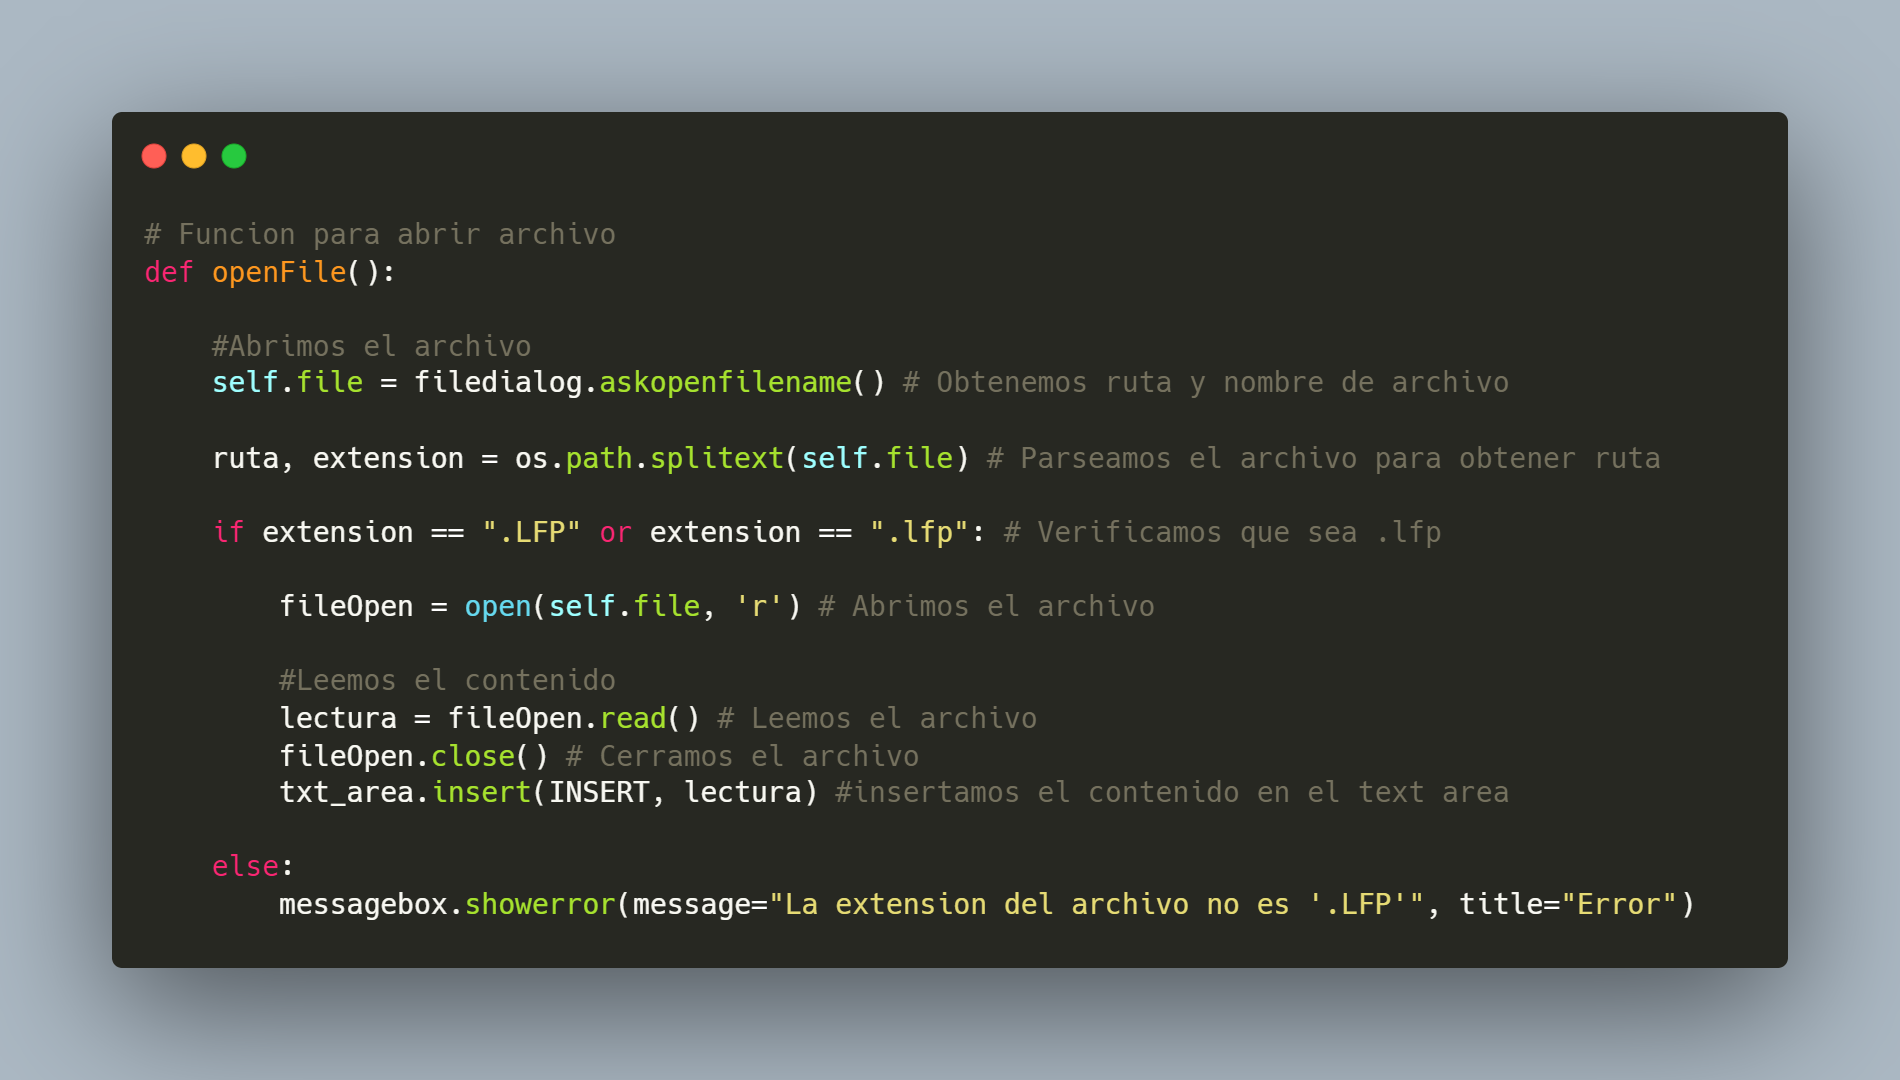 # Funcion para abrir archivo
def openFile():
#Abrimos el archivo
self.file = filedialog.askopenfilename() # Obtenemos ruta y nombre de archivo
ruta, extension = os.path.splitext(self.file) # Parseamos el archivo para obtener ruta
if extension == ".LFP" or extension == ".lfp": # Verificamos que sea .lfp
fileOpen = open(self.file, 'r') # Abrimos el archivo
#Leemos el contenido
lectura = fileOpen.read() # Leemos el archivo
fileOpen.close() # Cerramos el archivo
txt_area.insert(INSERT, lectura) #insertamos el contenido en el text area
else:
messagebox.showerror(message="La extension del archivo no es '.LFP'", title="Error")